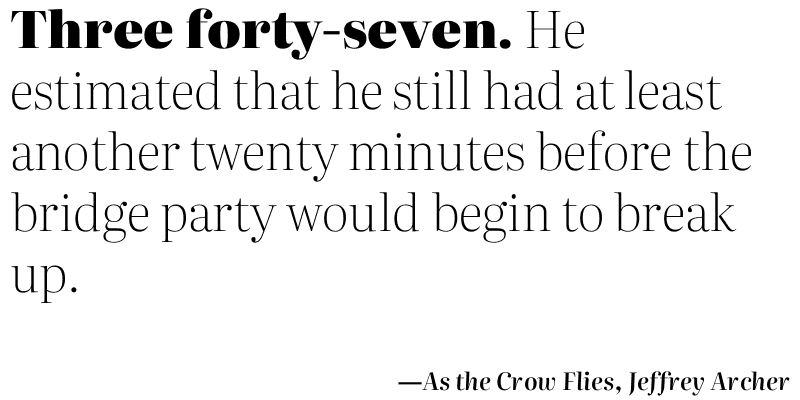 Three forty-seven. He
estimated that he still had at least
another twenty minutes before the
bridge party would begin to break
up.
—As the Crow Flies, Jeffrey Archer